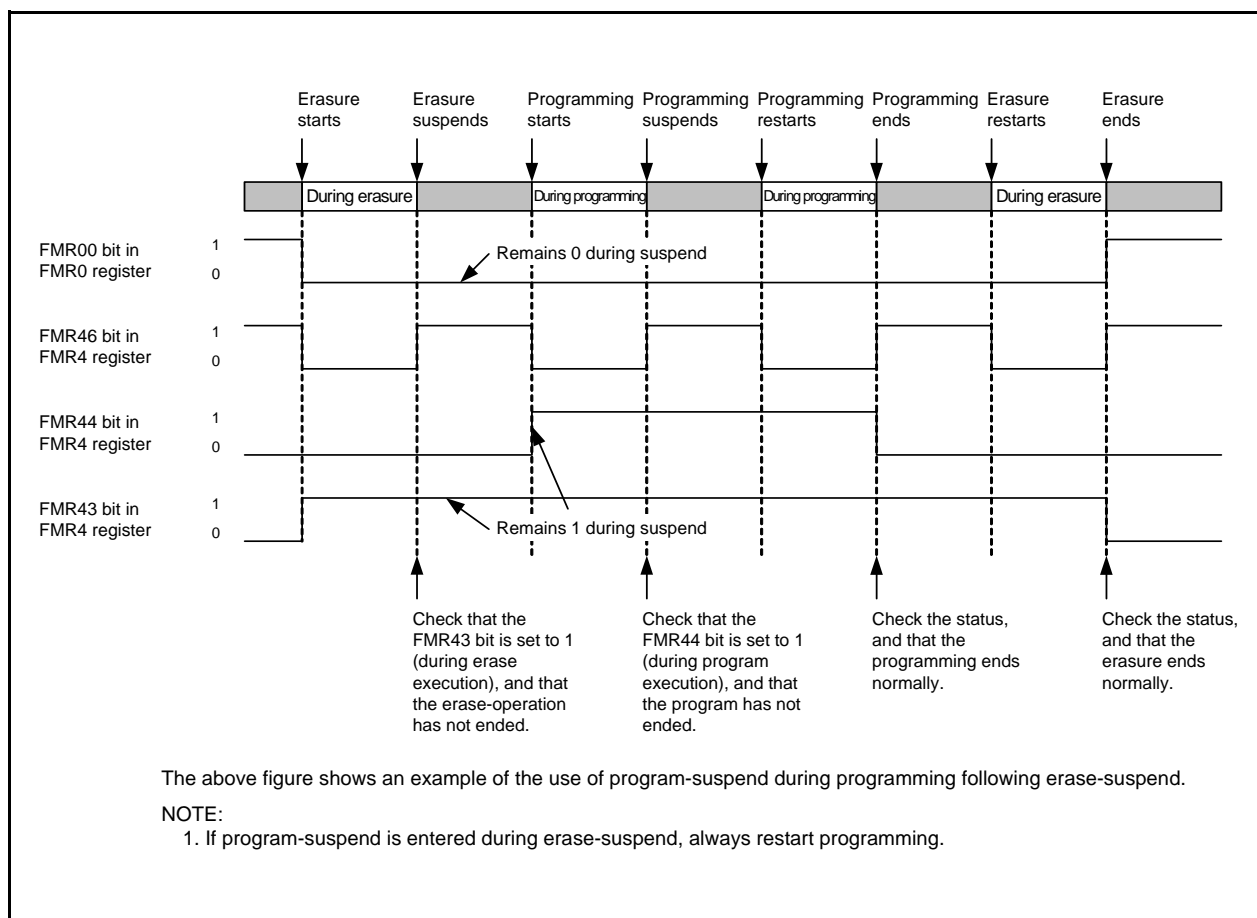 Erasure
starts
Erasure
suspends
Programming
starts
Programming
suspends
Programming
restarts
Programming
ends
Erasure
restarts
Erasure
ends
During erasure
During programming
During programming
During erasure
FMR00 bit in
FMR0 register
1
0
Remains 0 during suspend
FMR46 bit in
FMR4 register
1
0
FMR44 bit in
FMR4 register
1
0
FMR43 bit in
FMR4 register
1
0
Remains 1 during suspend
Check that the
FMR43 bit is set to 1
(during erase
execution), and that
the erase-operation
has not ended.
Check that the
FMR44 bit is set to 1
(during program
execution), and that
the program has not
ended.
Check the status,
and that the
programming ends
normally.
Check the status,
and that the
erasure ends
normally.
The above figure shows an example of the use of program-suspend during programming following erase-suspend.
NOTE:
1. If program-suspend is entered during erase-suspend, always restart programming.